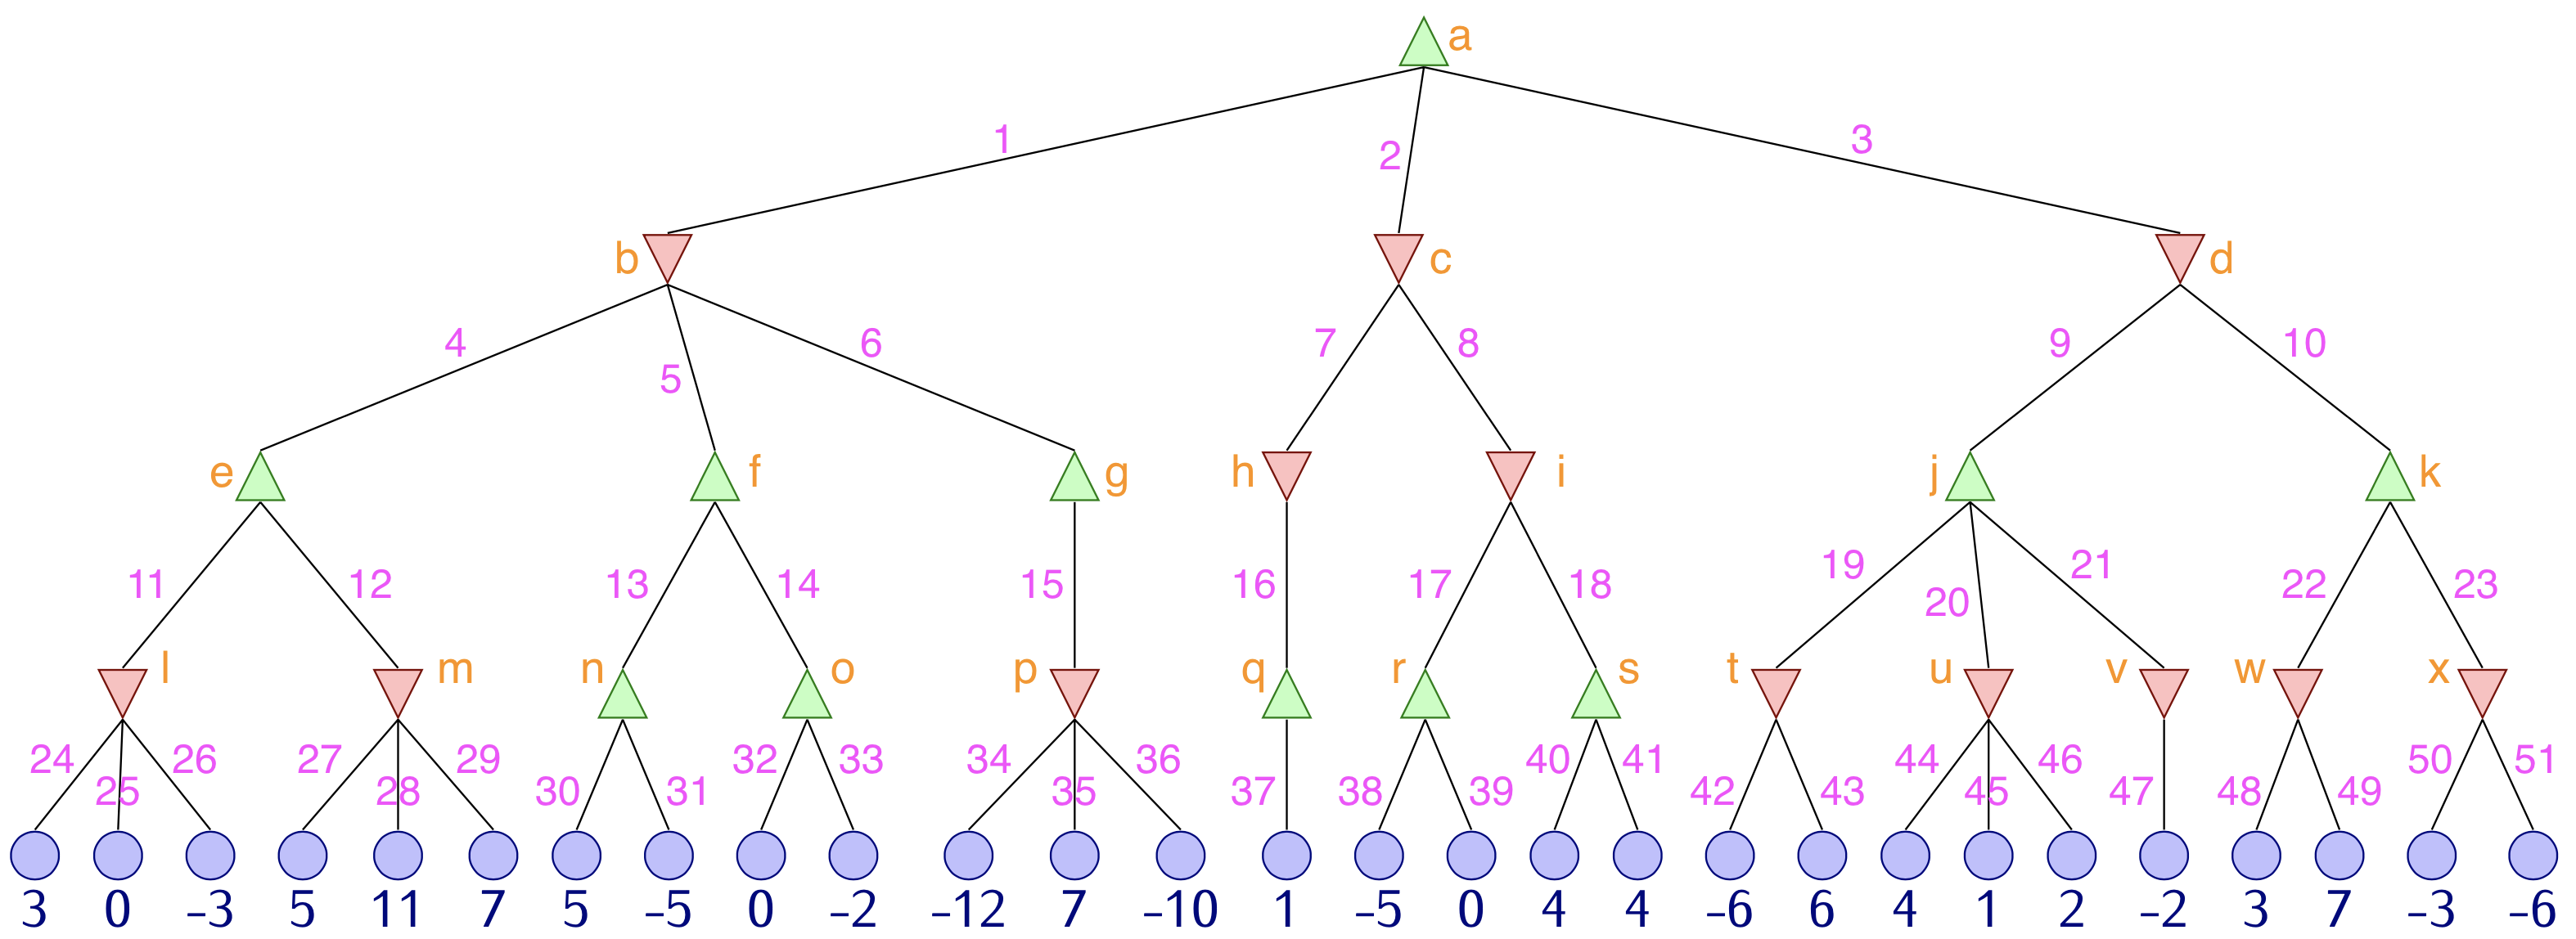 a
1 2 3
b c d
4 5 6 7 8 9 10
e f g h i j k
11 12 13 14 15 16 17 18 19 20 21 22 23
l m n o p q r s t u v w x
24 25 26 27 28 29 30 31 32 33 34 35 36 37 38 39 40 41 42 43 44 45 46 47 48 49 50 51
3 0 –3 5 11 7 5 –5 0 –2 –12 7 –10 1 –5 0 4 4 –6 6 4 1 2 –2 3 7 –3 –6